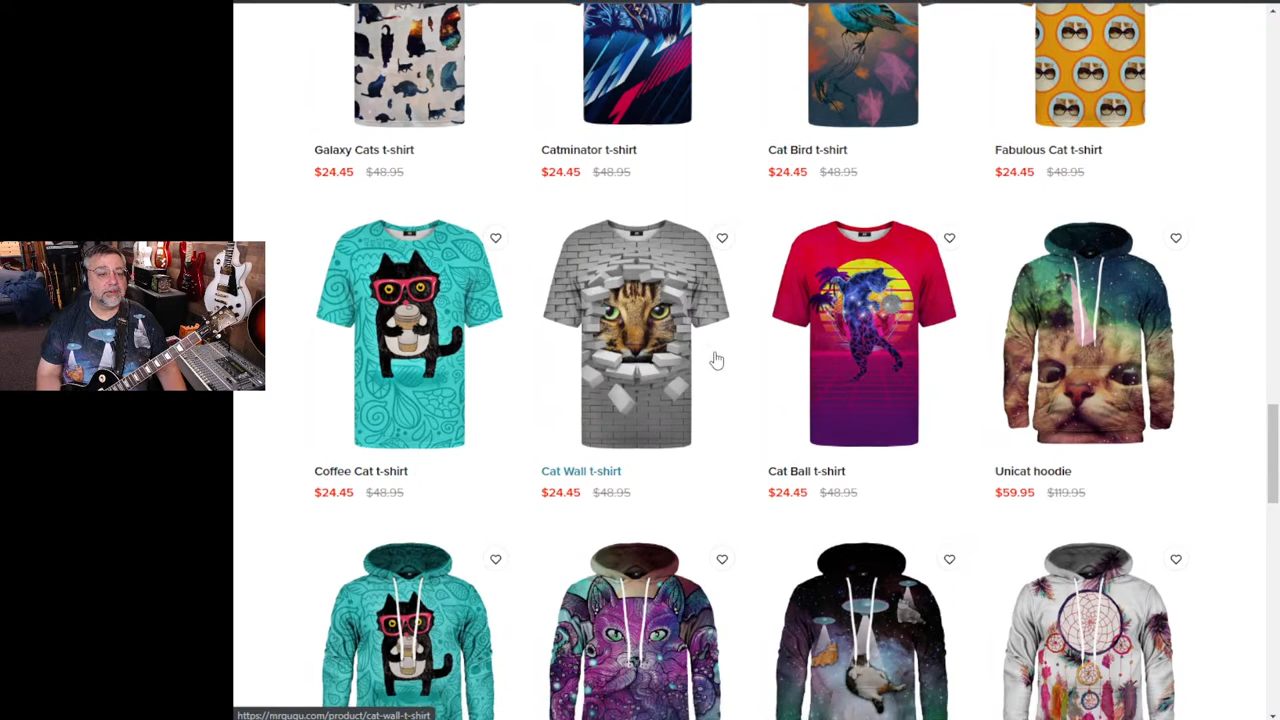 Galaxy Cats t-shirt
$24.45 $48.95
Catminator t-shirt
$24.45 $48.95
Cat Bird t-shirt
$24.45 $48.95
Fabulous Cat t-shirt
$24.45 $48.95
Coffee Cat t-shirt
$24.45 $48.95
Cat Wall t-shirt
$24.45 $48.95
Cat Ball t-shirt
$24.45 $48.95
Unicat hoodie
$59.95 $119.95
https://mrgugu.com/product/cat-wall-t-shirt